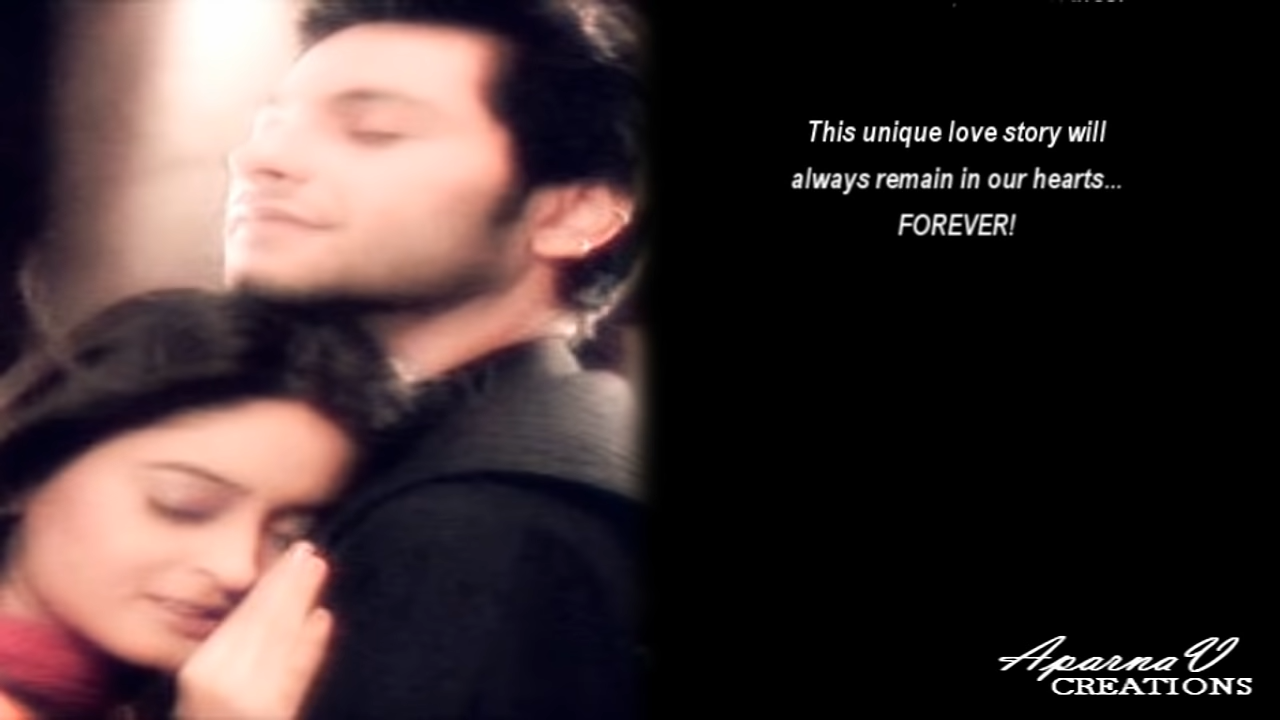 This unique love story will
always remain in our hearts...
FOREVER!
AparnaV
CREATIONS